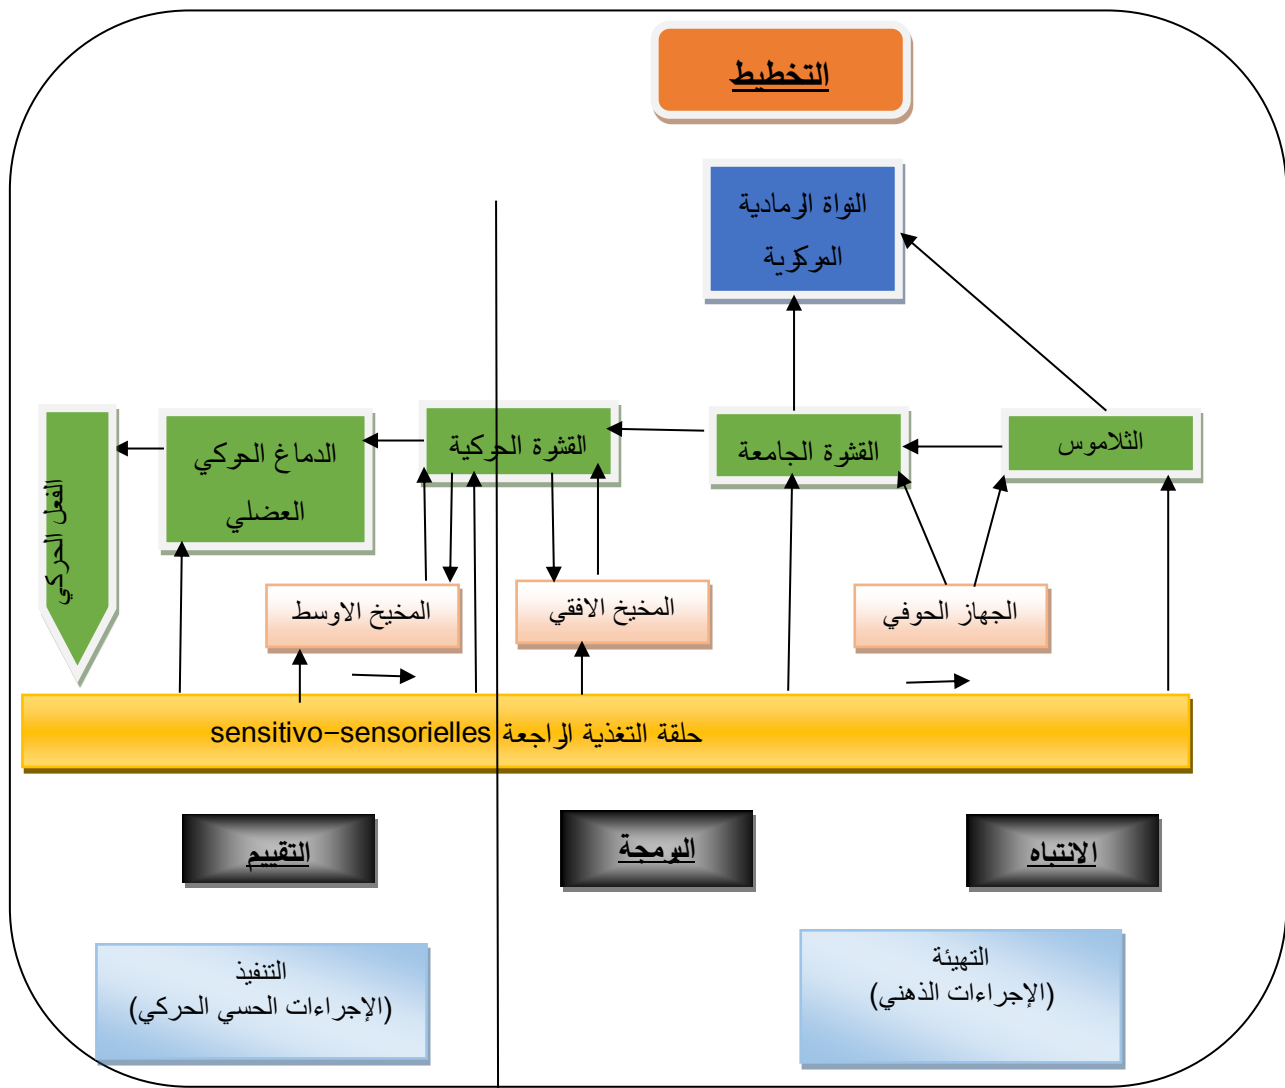 التخطيط
النواة الرمادية
المركزية
الثلاموس
القشرة الجامعة
القشرة الحركية
الدماغ الحركي
العضلي
الفعل الحركي
الجهاز الحوفي
المخيخ الافقي
المخيخ الاوسط
حلقة التغذية الراجعة sensitivo-sensorielles
الانتباه
البرمجة
التقييم
التهيئة
(الإجراءات الذهني)
التنفيذ
(الإجراءات الحسي الحركي)